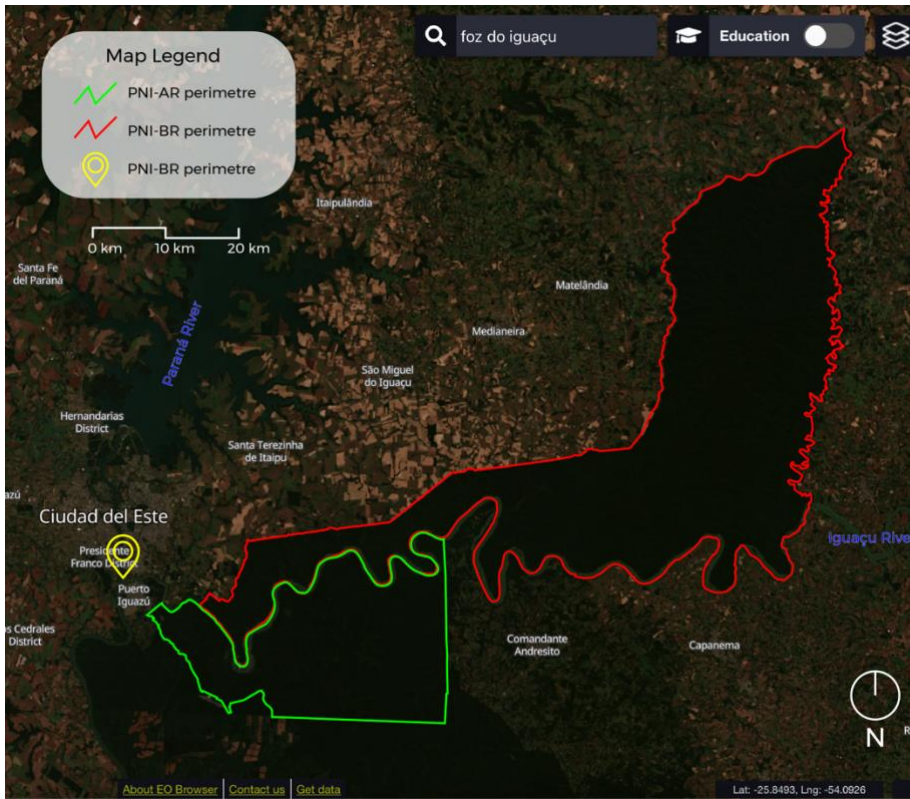 foz do iguaçu
Education
Map Legend
PNI-AR perimetre
PNI-BR perimetre
PNI-BR perimetre
0 km 10 km 20 km
Itaipulândia
Santa Fe
del Paraná
Matelândia
Paraná River
Medianeira
São Miguel
do Iguaçu
Hernandarias
District
Santa Terezinha
de Itaipu
azú
Ciudad del Este
Iguaçu Rive
Presidente
Franco District
Puerto
Iguazú
os Cedrales
District
Comandante
Andresito
Capanema
N
R
About EO Browser Contact us Get data
Lat: -25.8493, Lng: -54.0926